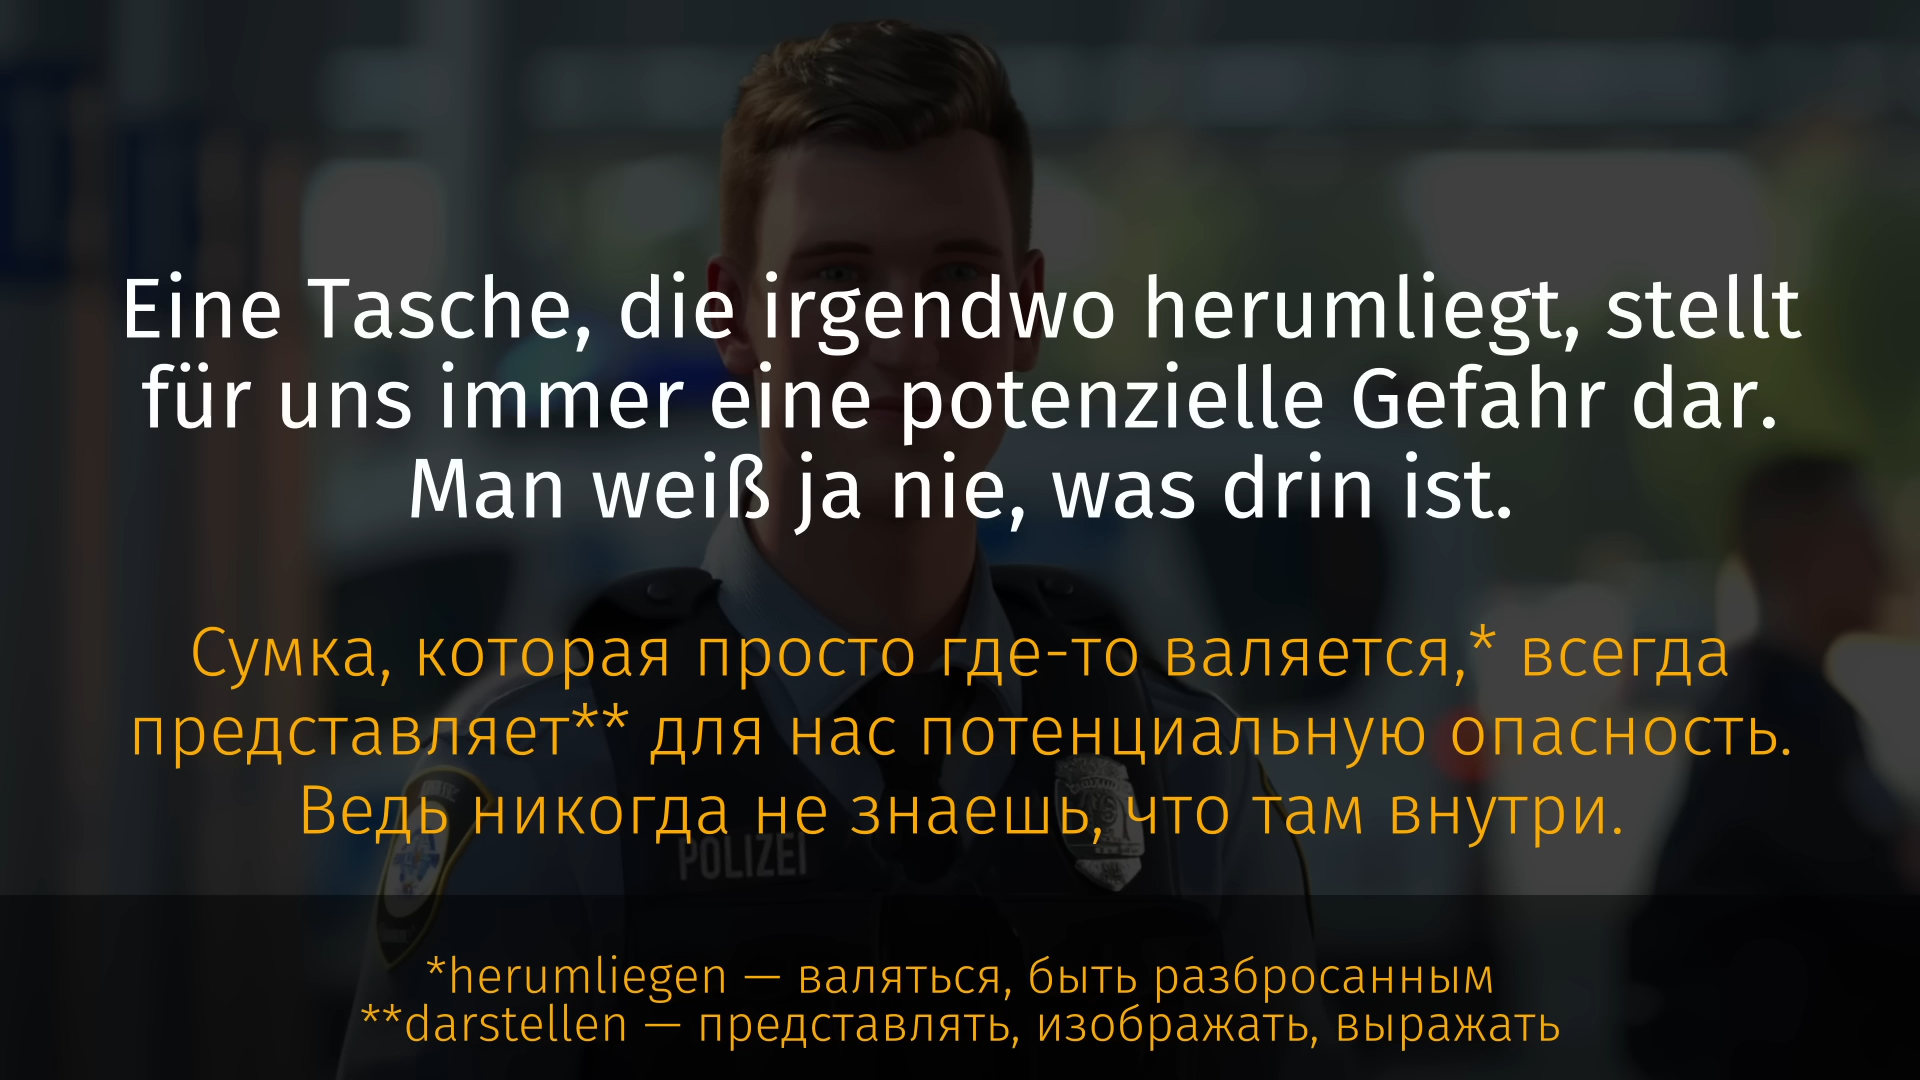 Eine Tasche, die irgendwo herumliegt, stellt
für uns immer eine potenzielle Gefahr dar.
Man weiß ja nie, was drin ist.
Сумка, которая просто где-то валяется,* всегда
представляет** для нас потенциальную опасность.
Ведь никогда не знаешь, что там внутри.
POLIZEI
*herumliegen — валяться, быть разбросанным
**darstellen — представлять, изображать, выражать